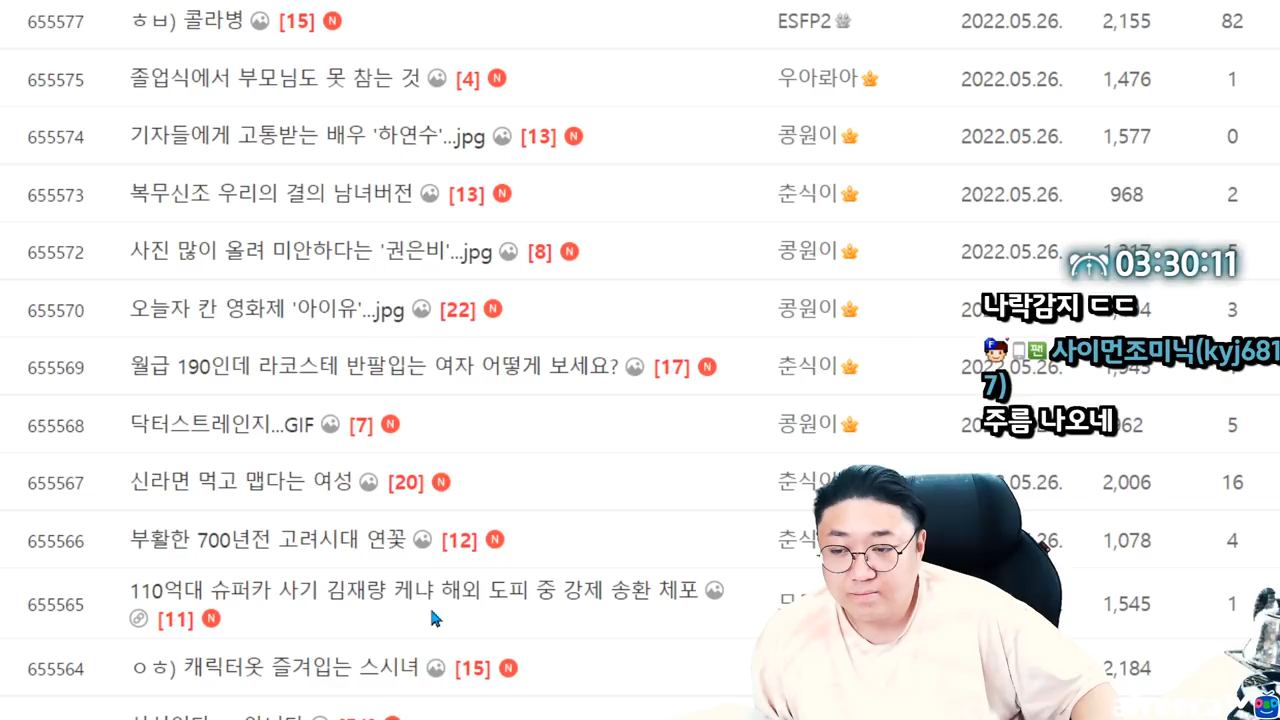 655577 ㅎㅂ) 콜라병 [15] N ESFP2 2022.05.26. 2,155 82
655575 졸업식에서 부모님도 못 참는 것 [4] N 우아롸아 2022.05.26. 1,476 1
655574 기자들에게 고통받는 배우 '하연수'...jpg [13] N 콩원이 2022.05.26. 1,577 0
655573 복무신조 우리의 결의 남녀버전 [13] N 춘식이 2022.05.26. 968 2
655572 사진 많이 올려 미안하다는 '권은비'...jpg [8] N 콩원이 2022.05.26.
03:30:11
655570 오늘자 칸 영화제 '아이유'...jpg [22] N 콩원이 3
나락감지 ㄷㄷ
655569 월급 190인데 라코스테 반팔입는 여자 어떻게 보세요? [17] N 춘식이
F 팬 사이먼조미닉(kyj681
7)
655568 닥터스트레인지...GIF [7] N 콩원이 5
주름 나오네
655567 신라면 먹고 맵다는 여성 [20] N 춘식이 .05.26. 2,006 16
655566 부활한 700년전 고려시대 연꽃 [12] N 춘식 26. 1,078 4
655565 110억대 슈퍼카 사기 김재량 케냐 해외 도피 중 강제 송환 체포 1,545 1
[11] N
655564 ㅇㅎ) 캐릭터옷 즐겨입는 스시녀 [15] N 2,184